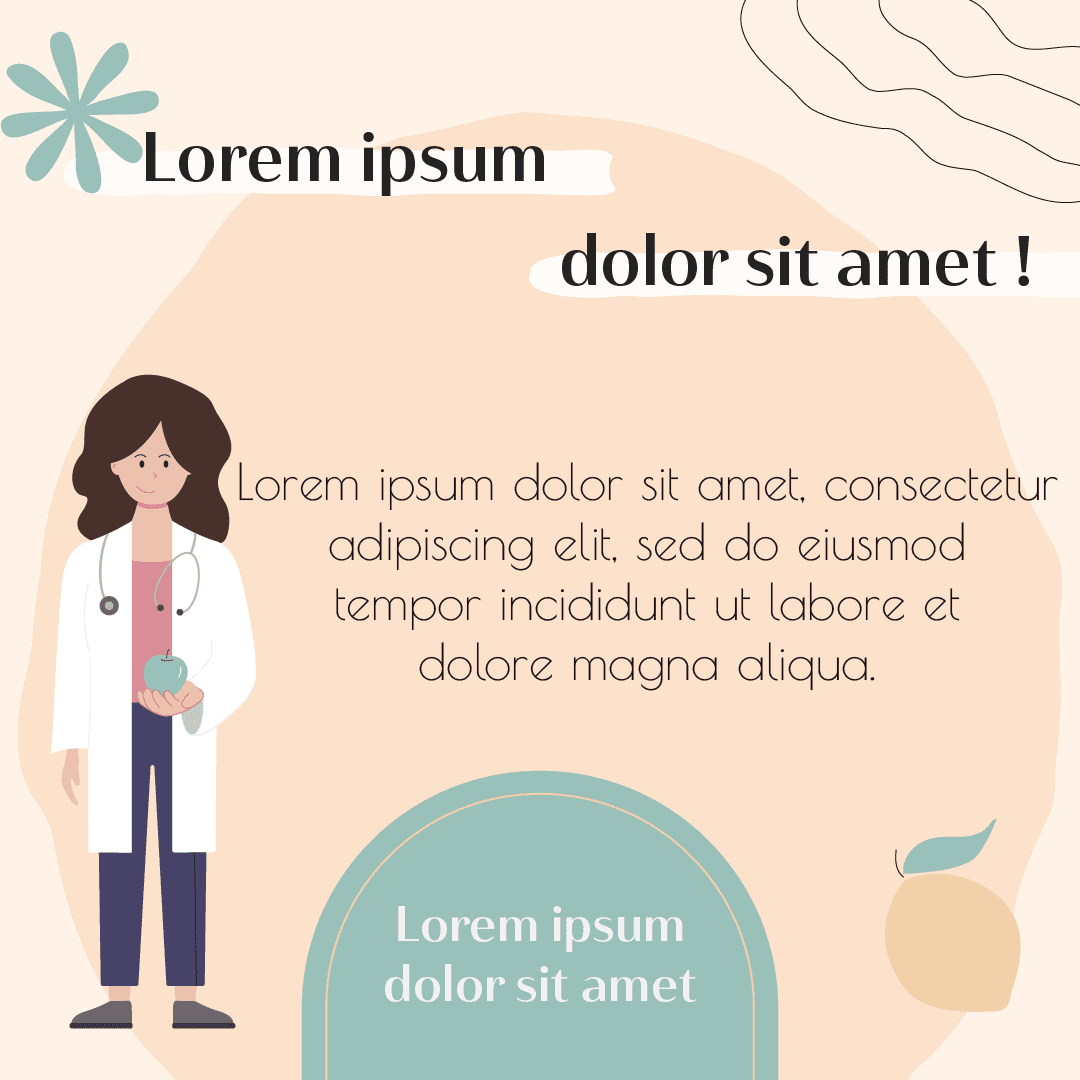 Lorem ipsum
dolor sit amet !
Lorem ipsum dolor sit amet, consectetur
adipiscing elit, sed do eiusmod
tempor incididunt ut labore et
dolore magna aliqua.
Lorem ipsum
dolor sit amet